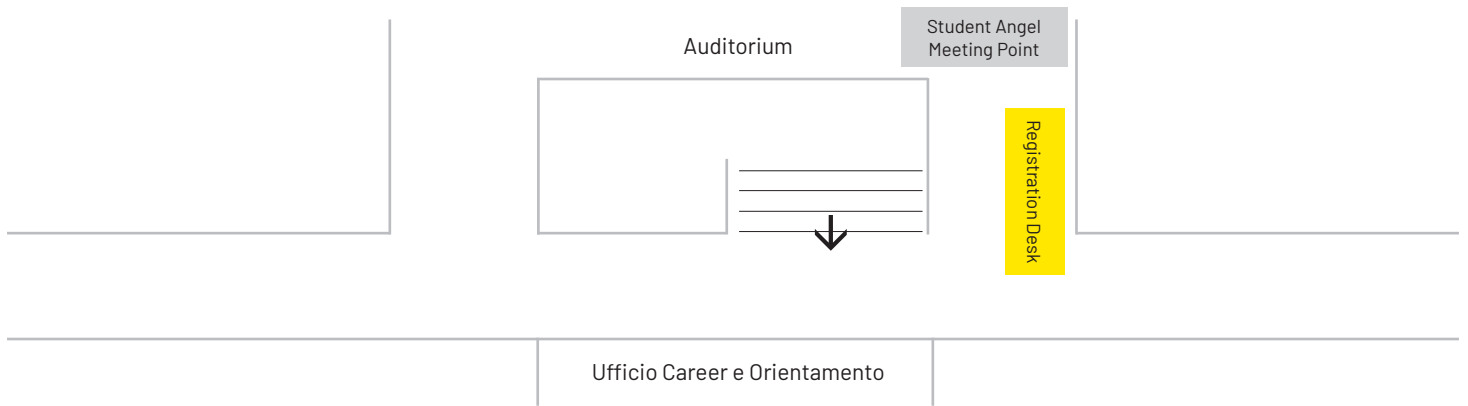 Student Angel
Meeting Point
Auditorium
Registration Desk
Ufficio Career e Orientamento